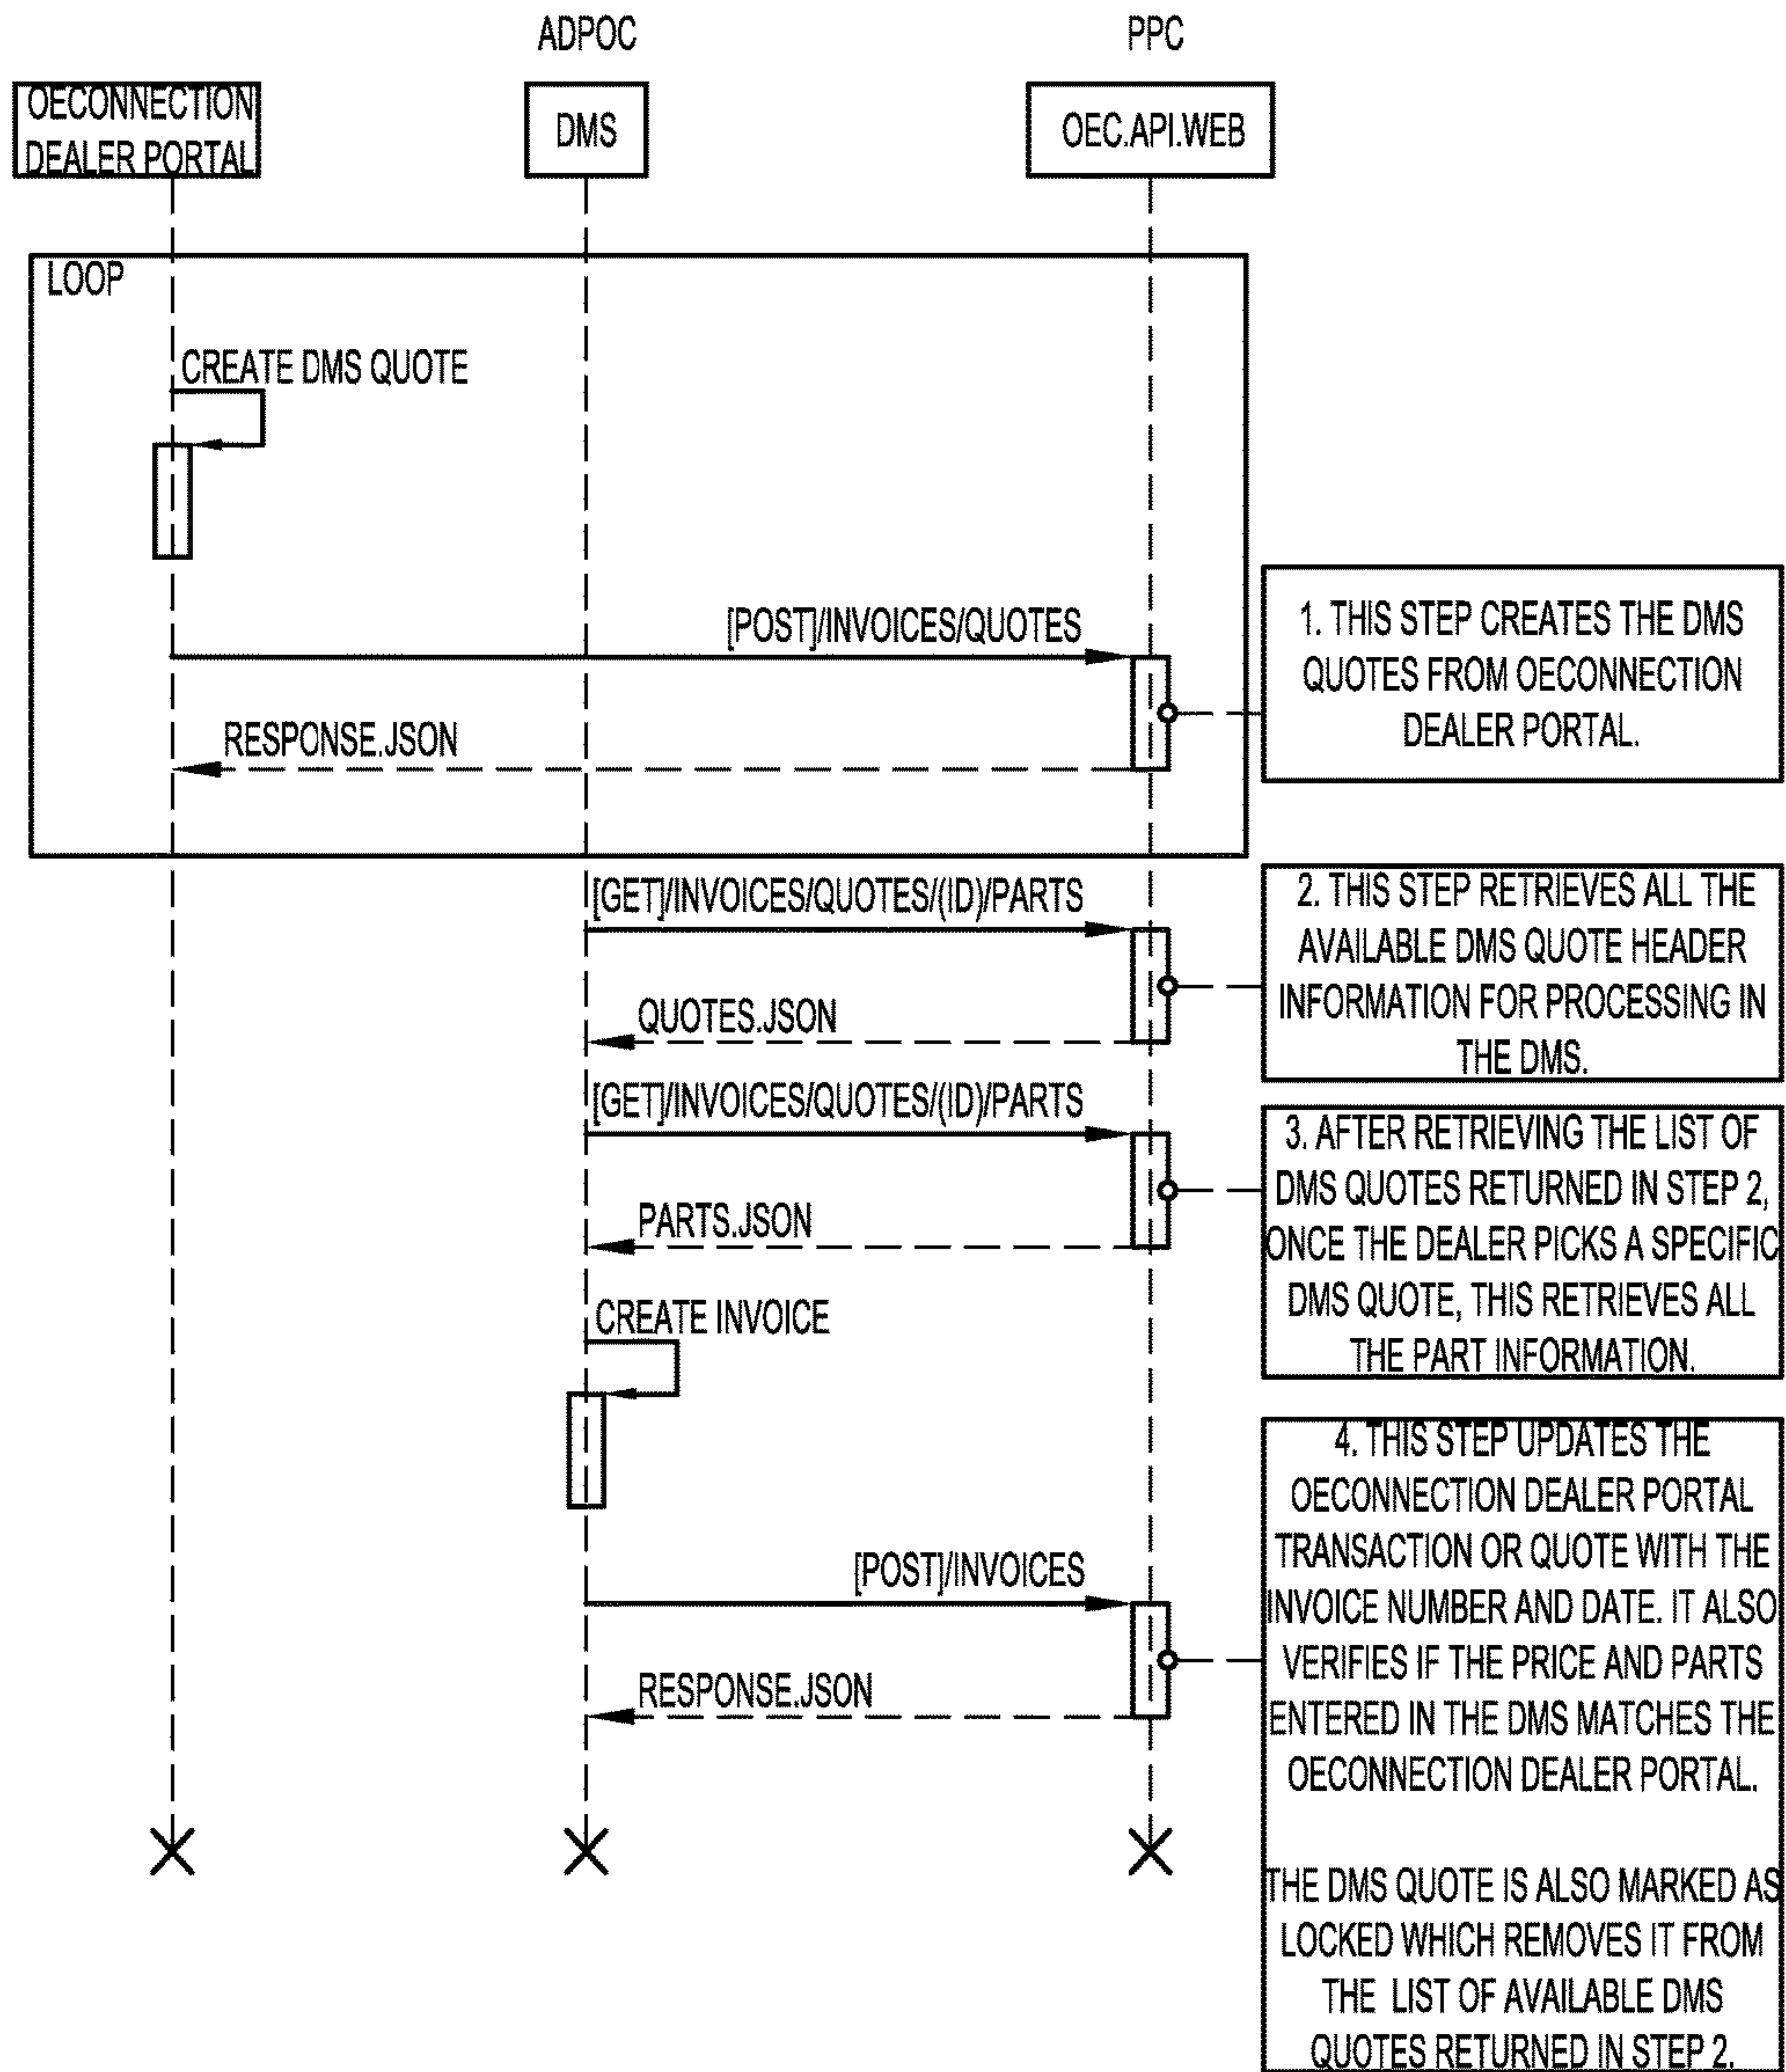 ADPOC
PPC
OECONNECTION
DEALER PORTAL
DMS
OEC.API.WEB
LOOP
CREATE DMS QUOTE
[POST]/INVOICES/QUOTES
RESPONSE.JSON
1. THIS STEP CREATES THE DMS
QUOTES FROM OECONNECTION
DEALER PORTAL.
[GET]/INVOICES/QUOTES/(ID)/PARTS
QUOTES.JSON
2. THIS STEP RETRIEVES ALL THE
AVAILABLE DMS QUOTE HEADER
INFORMATION FOR PROCESSING IN
THE DMS.
[GET]/INVOICES/QUOTES/(ID)/PARTS
PARTS.JSON
3. AFTER RETRIEVING THE LIST OF
DMS QUOTES RETURNED IN STEP 2,
ONCE THE DEALER PICKS A SPECIFIC
DMS QUOTE, THIS RETRIEVES ALL
THE PART INFORMATION.
CREATE INVOICE
[POST]/INVOICES
RESPONSE.JSON
4. THIS STEP UPDATES THE
OECONNECTION DEALER PORTAL
TRANSACTION OR QUOTE WITH THE
INVOICE NUMBER AND DATE. IT ALSO
VERIFIES IF THE PRICE AND PARTS
ENTERED IN THE DMS MATCHES THE
OECONNECTION DEALER PORTAL.
THE DMS QUOTE IS ALSO MARKED AS
LOCKED WHICH REMOVES IT FROM
THE LIST OF AVAILABLE DMS
QUOTES RETURNED IN STEP 2.